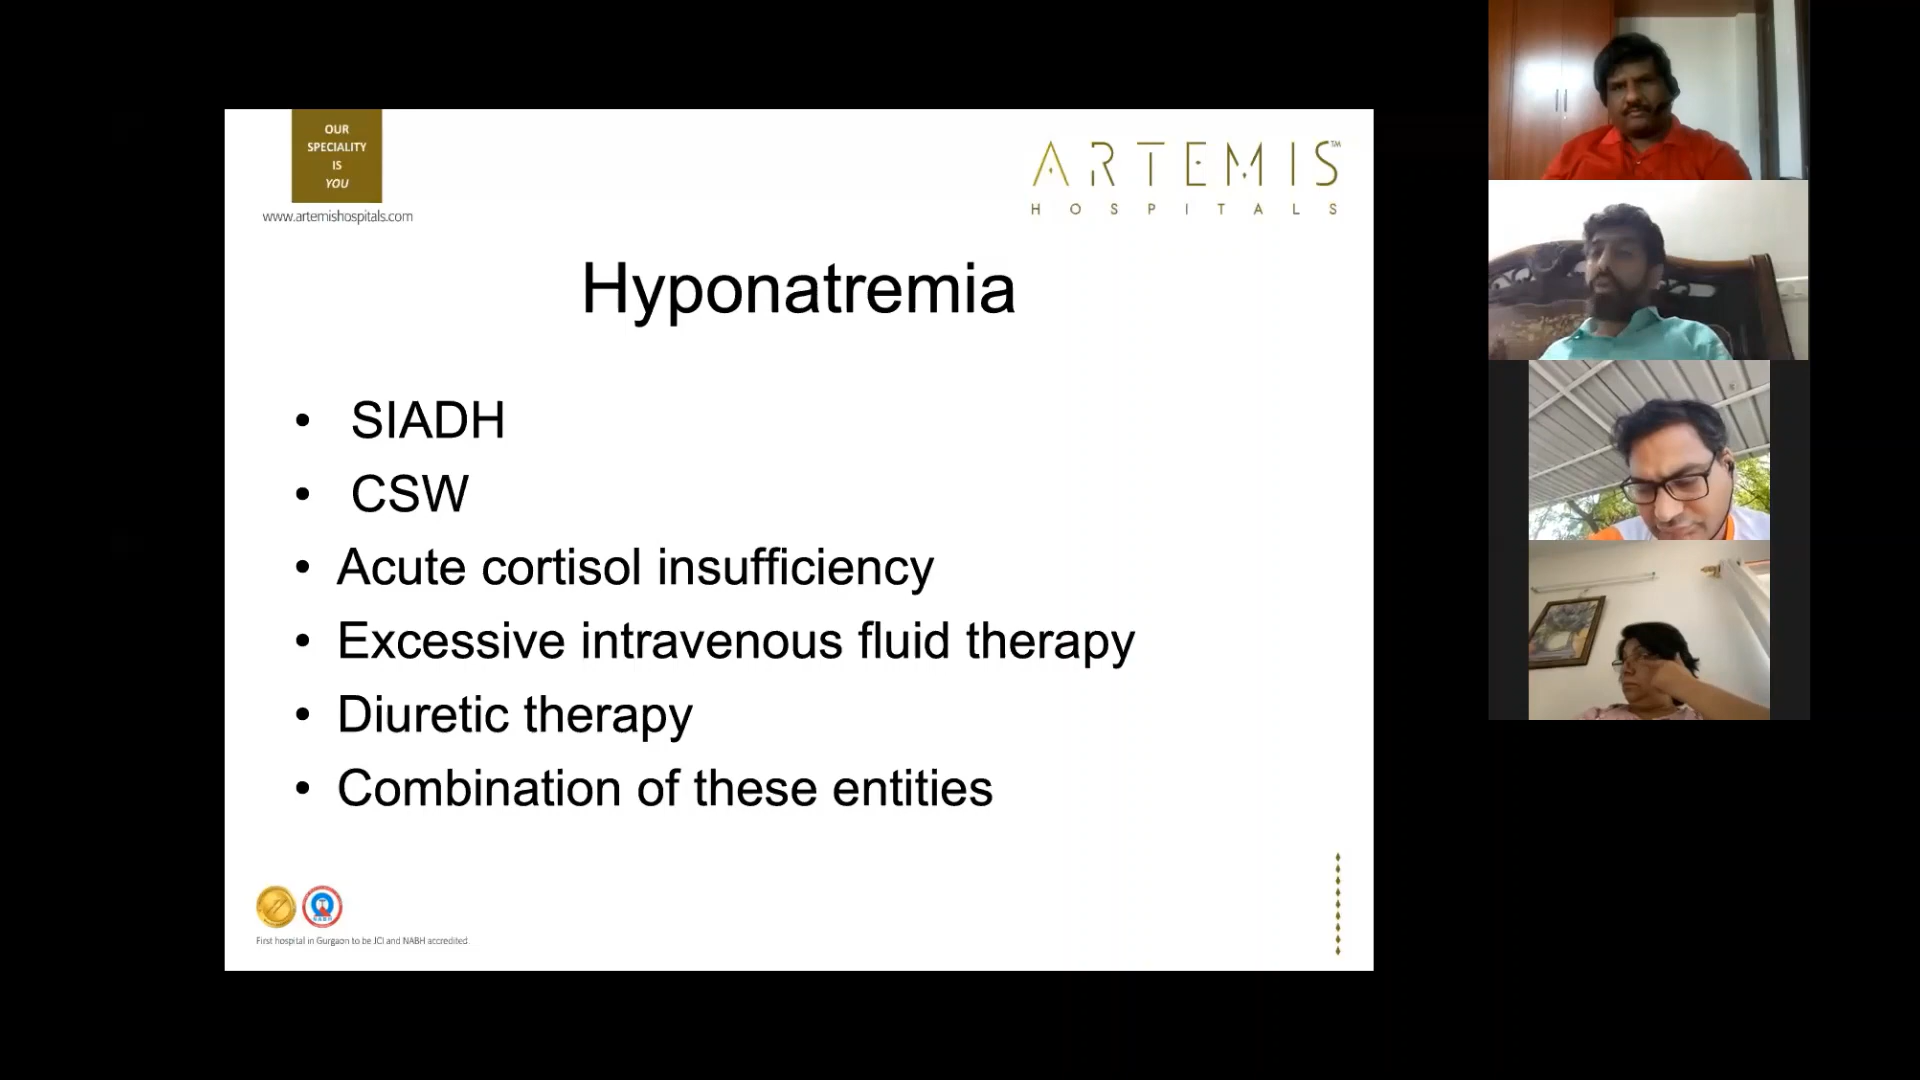 OUR
SPECIALITY
IS
YOU
www.artemishospitals.com
ARTEMIS™
HOSPITALS
Hyponatremia
• SIADH
• CSW
• Acute cortisol insufficiency
• Excessive intravenous fluid therapy
• Diuretic therapy
• Combination of these entities
First hospital in Gurgaon to be JCI and NABH accredited.